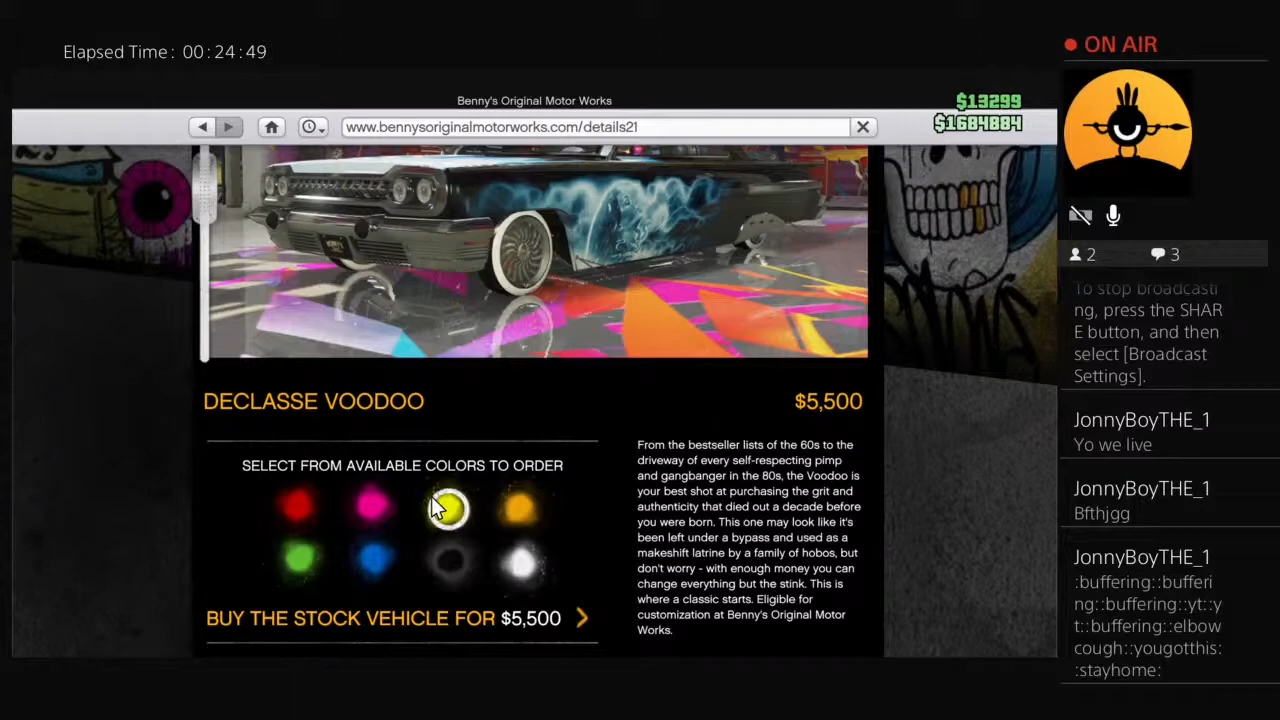 Elapsed Time: 00:24:49
ON AIR
Benny's Original Motor Works
$13299
www.bennysoriginalmotorworks.com/details21
$1684884
2
3
To stop broadcasti
ng, press the SHAR
E button, and then
select [Broadcast
Settings].
DECLASSE VOODOO
$5,500
JonnyBoyTHE_1
Yo we live
SELECT FROM AVAILABLE COLORS TO ORDER
From the bestseller lists of the 60s to the
driveway of every self-respecting pimp
and gangbanger in the 80s, the Voodoo is
your best shot at purchasing the grit and
authenticity that died out a decade before
you were born. This one may look like it's
been left under a bypass and used as a
makeshift latrine by a family of hobos, but
don't worry - with enough money you can
change everything but the stink. This is
where a classic starts. Eligible for
customization at Benny's Original Motor
Works.
JonnyBoyTHE_1
Bfthjgg
JonnyBoyTHE_1
:buffering::bufferi
ng::buffering::yt::y
t::buffering::elbow
cough::yougotthis:
:stayhome:
BUY THE STOCK VEHICLE FOR $5,500